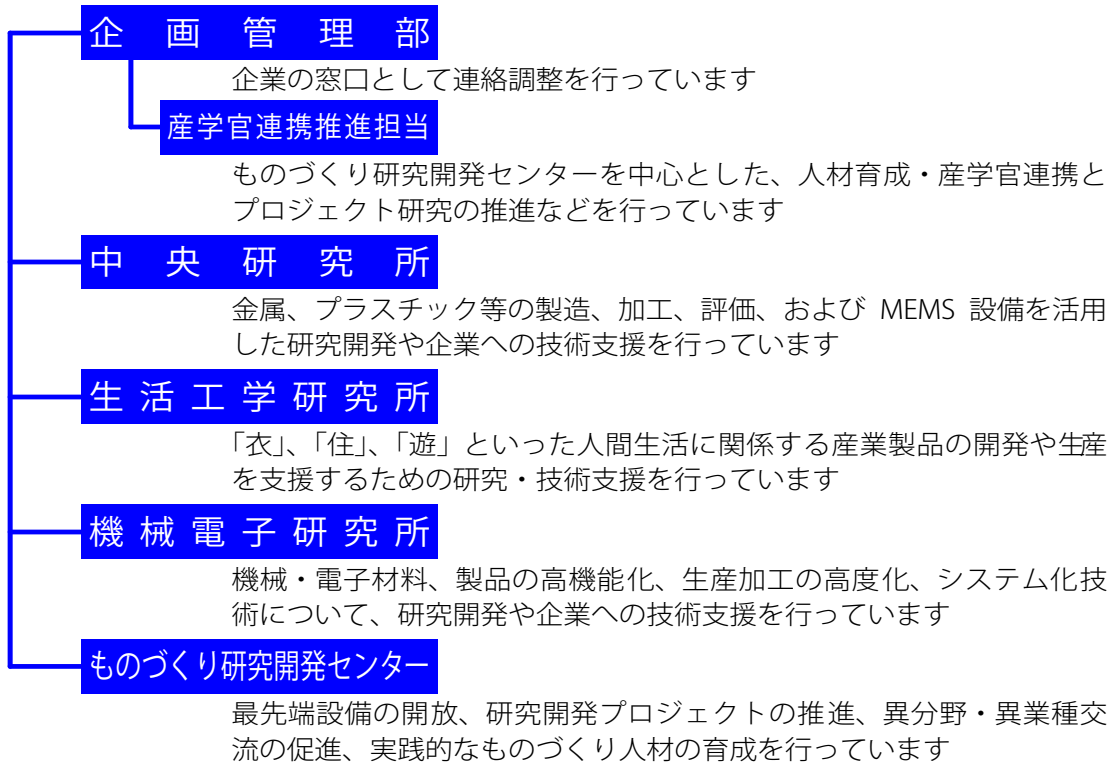 企画管理部
企業の窓口として連絡調整を行っています
産学官連携推進担当
ものづくり研究開発センターを中心とした、人材育成・産学官連携と
プロジェクト研究の推進などを行っています
中央研究所
金属、プラスチック等の製造、加工、評価、および MEMS 設備を活用
した研究開発や企業への技術支援を行っています
生活工学研究所
「衣」、「住」、「遊」といった人間生活に関係する産業製品の開発や生産
を支援するための研究・技術支援を行っています
機械電子研究所
機械・電子材料、製品の高機能化、生産加工の高度化、システム化技
術について、研究開発や企業への技術支援を行っています
ものづくり研究開発センター
最先端設備の開放、研究開発プロジェクトの推進、異分野・異業種交
流の促進、実践的なものづくり人材の育成を行っています